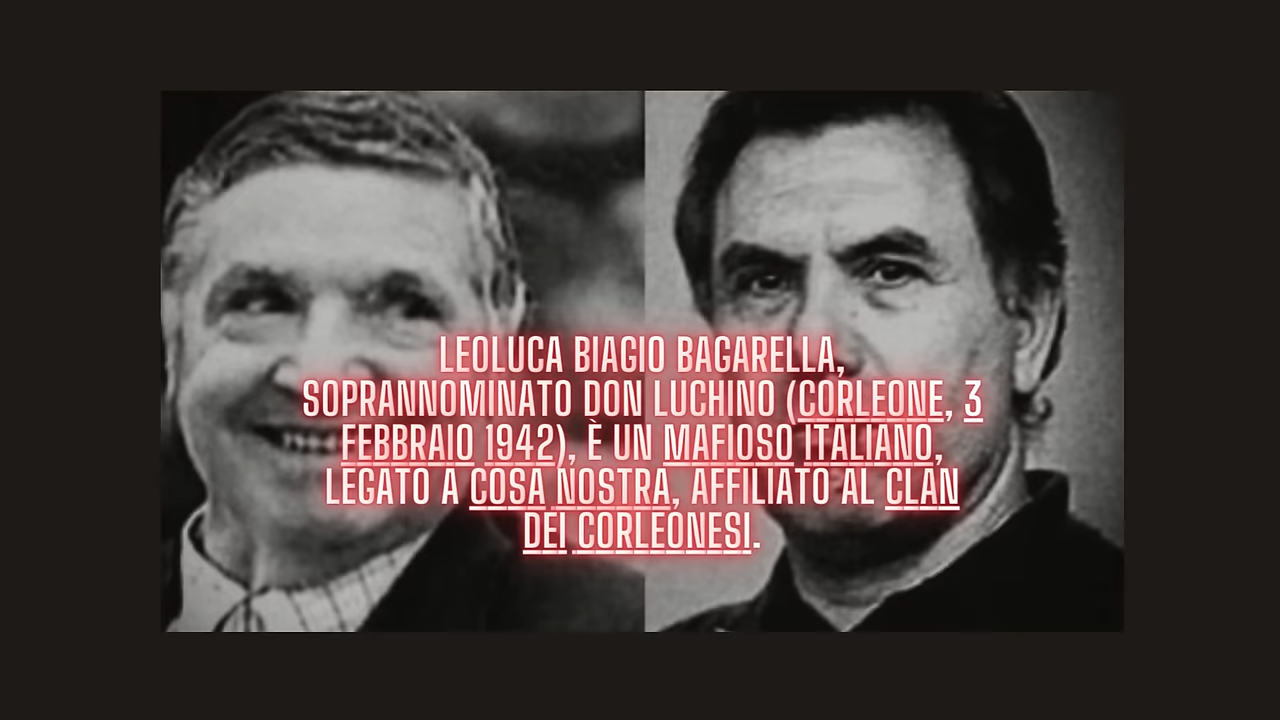 LEOLUCA BIAGIO BAGARELLA,
SOPRANNOMINATO DON LUCHINO (CORLEONE, 3
FEBBRAIO 1942), È UN MAFIOSO ITALIANO,
LEGATO A COSA NOSTRA, AFFILIATO AL CLAN
DEI CORLEONESI.